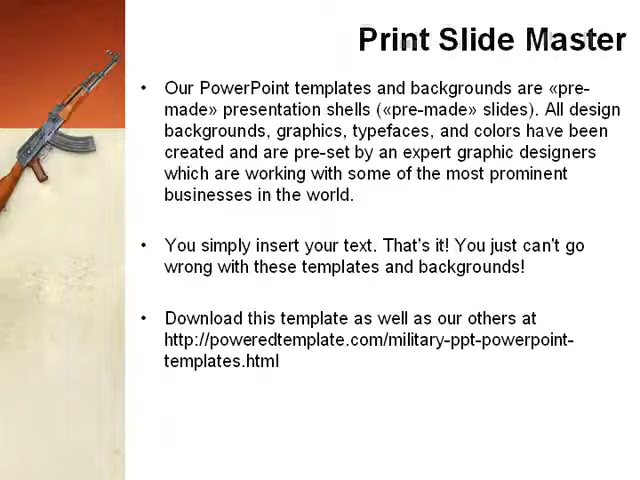 Print Slide Master
• Our PowerPoint templates and backgrounds are «pre-
made» presentation shells («pre-made» slides). All design
backgrounds, graphics, typefaces, and colors have been
created and are pre-set by an expert graphic designers
which are working with some of the most prominent
businesses in the world.
• You simply insert your text. That's it! You just can't go
wrong with these templates and backgrounds!
• Download this template as well as our others at
http://poweredtemplate.com/military-ppt-powerpoint-
templates.html